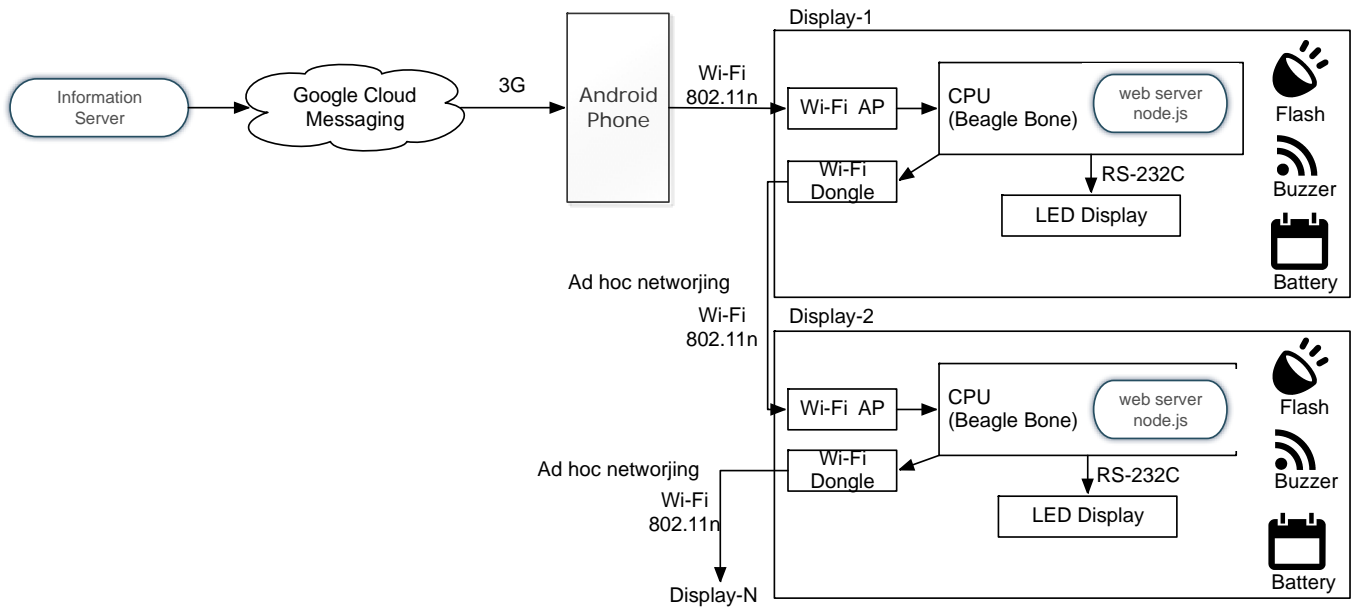 Display-1
Information
Server
Google Cloud
Messaging
3G
Android
Phone
Wi-Fi
802.11n
Wi-Fi AP
CPU
(Beagle Bone)
web server
node.js
Flash
Wi-Fi
Dongle
RS-232C
LED Display
Buzzer
Battery
Ad hoc networjing
Wi-Fi
802.11n
Display-2
Wi-Fi AP
CPU
(Beagle Bone)
web server
node.js
Flash
Wi-Fi
Dongle
RS-232C
LED Display
Buzzer
Battery
Ad hoc networjing
Wi-Fi
802.11n
Display-N